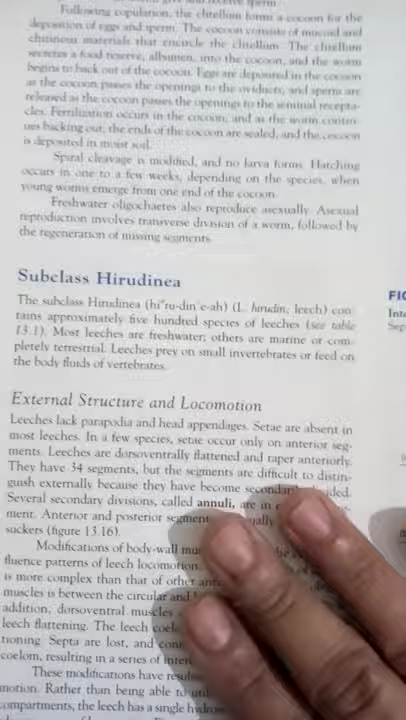 Following copulation, the clitellum forms a cocoon for the
deposition of eggs and sperm. The cocoon consists of mucoid and
chitinous materials that encircle the clitellum. The clitellum
secretes a food reserve, albumen, into the cocoon, and the worm
begins to back out of the cocoon. Eggs are deposited in the cocoon
as the cocoon passes the openings to the oviducts, and sperm are
released as the cocoon passes the openings to the seminal recepta-
cles. Fertilization occurs in the cocoon, and as the worm contin-
ues backing out, the ends of the cocoon are sealed, and the cocoon
is deposited in moist soil.
Spiral cleavage is modified, and no larva forms. Hatching
occurs in one to a few weeks, depending on the species, when
young worms emerge from one end of the cocoon.
Freshwater oligochaetes also reproduce asexually. Asexual
reproduction involves transverse division of a worm, followed by
the regeneration of missing segments.
Subclass Hirudinea
The subclass Hirudinea (hi″ru-din′e-ah) (L. hirudin, leech) con-
tains approximately five hundred species of leeches (see table
13.1). Most leeches are freshwater; others are marine or com-
pletely terrestrial. Leeches prey on small invertebrates or feed on
the body fluids of vertebrates.
External Structure and Locomotion
Leeches lack parapodia and head appendages. Setae are absent in
most leeches. In a few species, setae occur only on anterior seg-
ments. Leeches are dorsoventrally flattened and taper anteriorly.
They have 34 segments, but the segments are difficult to distin-
guish externally because they have become
Several secondary divisions, called annuli, are in
ment. Anterior and posterior
suckers (figure 13.16).
Modifications of body-wall
fluence patterns of leech locomotion
is more complex than that of other
muscles is between the circular and
addition, dorsoventral muscles
leech flattening. The leech
tioning. Septa are lost, and
coelom, resulting in a series of
These modifications have
motion. Rather than being able to
compartments, the leech has a single